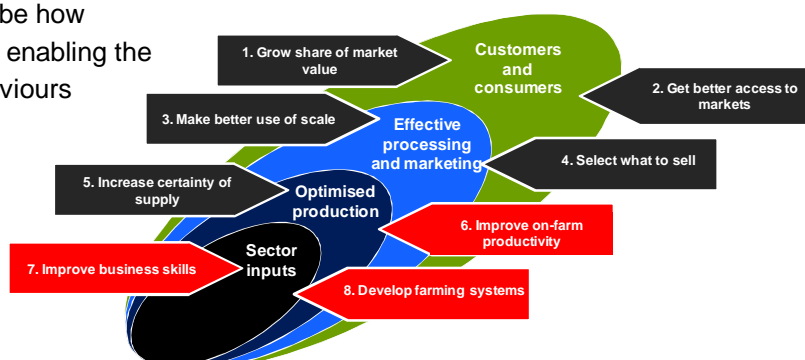 be how
enabling the
viours
1. Grow share of market
value
Customers
and
consumers
2. Get better access to
markets
3. Make better use of scale
Effective
processing
and marketing
4. Select what to sell
5. Increase certainty of
supply
Optimised
production
6. Improve on-farm
productivity
Sector
inputs
7. Improve business skills
8. Develop farming systems